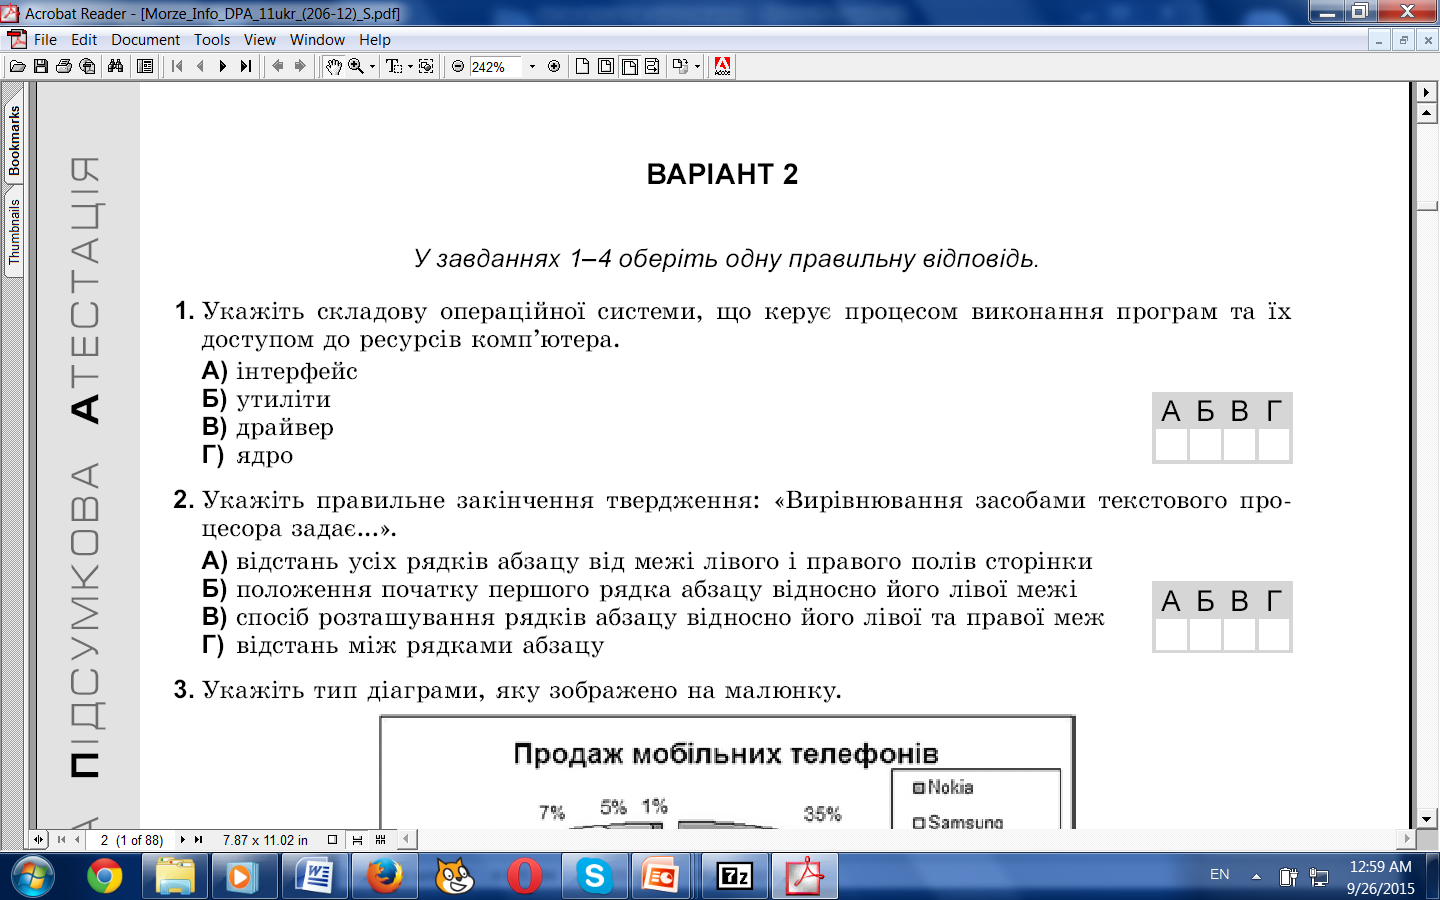 Acrobat Reader - [Morze_Info_DPA_11ukr_(206-12)_S.pdf]
File Edit Document Tools View Window Help
242%
Bookmarks
Thumbnails
ПІДСУМКОВА АТЕСТАЦІЯ
ВАРІАНТ 2
У завданнях 1–4 оберіть одну правильну відповідь.
1. Укажіть складову операційної системи, що керує процесом виконання програм та їх
доступом до ресурсів комп’ютера.
А) інтерфейс
Б) утиліти
В) драйвер
Г) ядро
А Б В Г
2. Укажіть правильне закінчення твердження: «Вирівнювання засобами текстового про-
цесора задає...».
А) відстань усіх рядків абзацу від межі лівого і правого полів сторінки
Б) положення початку першого рядка абзацу відносно його лівої межі
В) спосіб розташування рядків абзацу відносно його лівої та правої меж
Г) відстань між рядками абзацу
А Б В Г
3. Укажіть тип діаграми, яку зображено на малюнку.
Продаж мобільних телефонів
7% 5% 1% 35%
Nokia
Samsung
2 (1 of 88) 7.87 x 11.02 in
EN
12:59 AM
9/26/2015